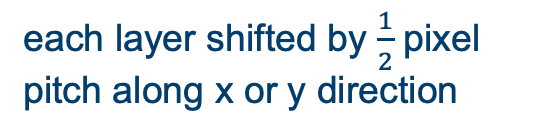 each layer shifted by 1/2 pixel
pitch along x or y direction